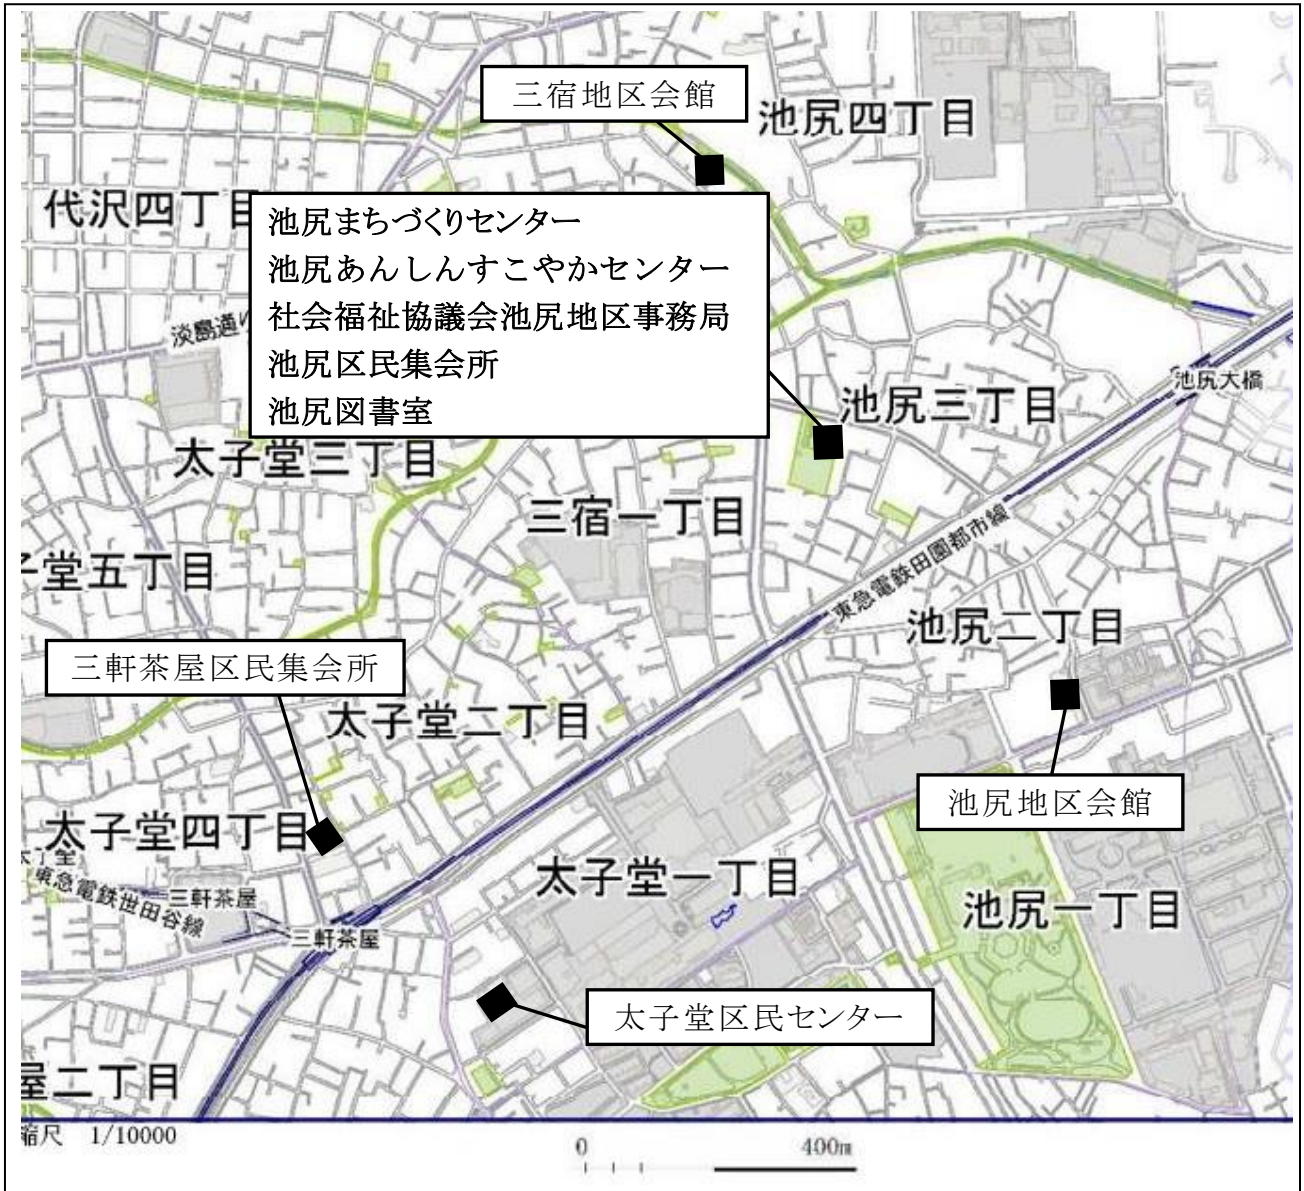 三宿地区会館
池尻四丁目
代沢四丁目
池尻まちづくりセンター
池尻あんしんすこやかセンター
社会福祉協議会池尻地区事務局
池尻区民集会所
池尻図書室
淡島通り
池尻大橋
池尻三丁目
太子堂三丁目
三宿一丁目
東急電鉄田園都市線
子堂五丁目
池尻二丁目
三軒茶屋区民集会所
太子堂二丁目
池尻地区会館
太子堂四丁目
東急電鉄世田谷線
三軒茶屋
太子堂一丁目
池尻一丁目
三軒茶屋
太子堂区民センター
屋二丁目
縮尺 1/10000
0 400m